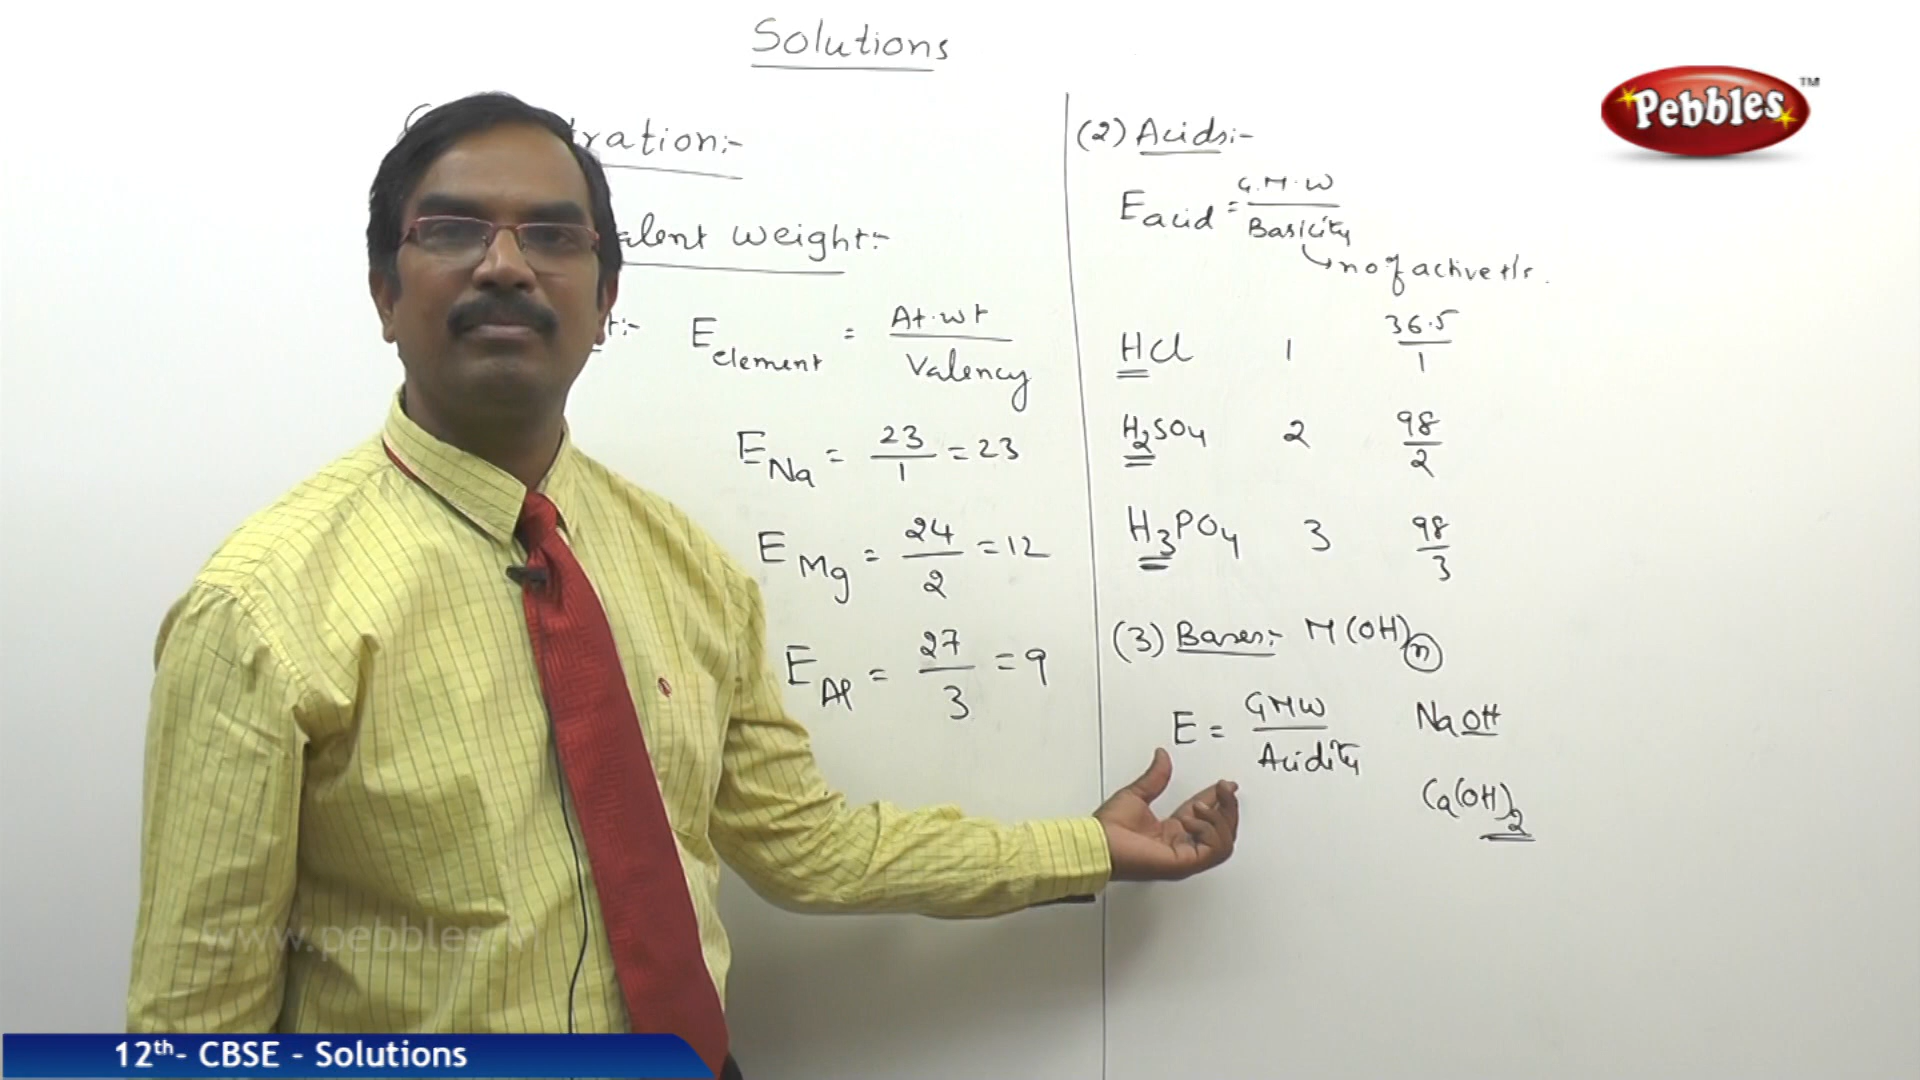 Solutions
ration:-
alent weight:-
t:- E element = At.wt / Valency
E Na = 23/1 = 23
E Mg = 24/2 = 12
E Al = 27/3 = 9
(2) Acids:-
E acid = G.M.W / Basicity
no of active
HCl 1 36.5/1
H₂SO₄ 2 98/2
H₃PO₄ 3 98/3
(3) Bases:- M(OH)n
E = GMW / Acidity
NaOH
Ca(OH)₂
Pebbles™
www.pebbles.
12th- CBSE - Solutions